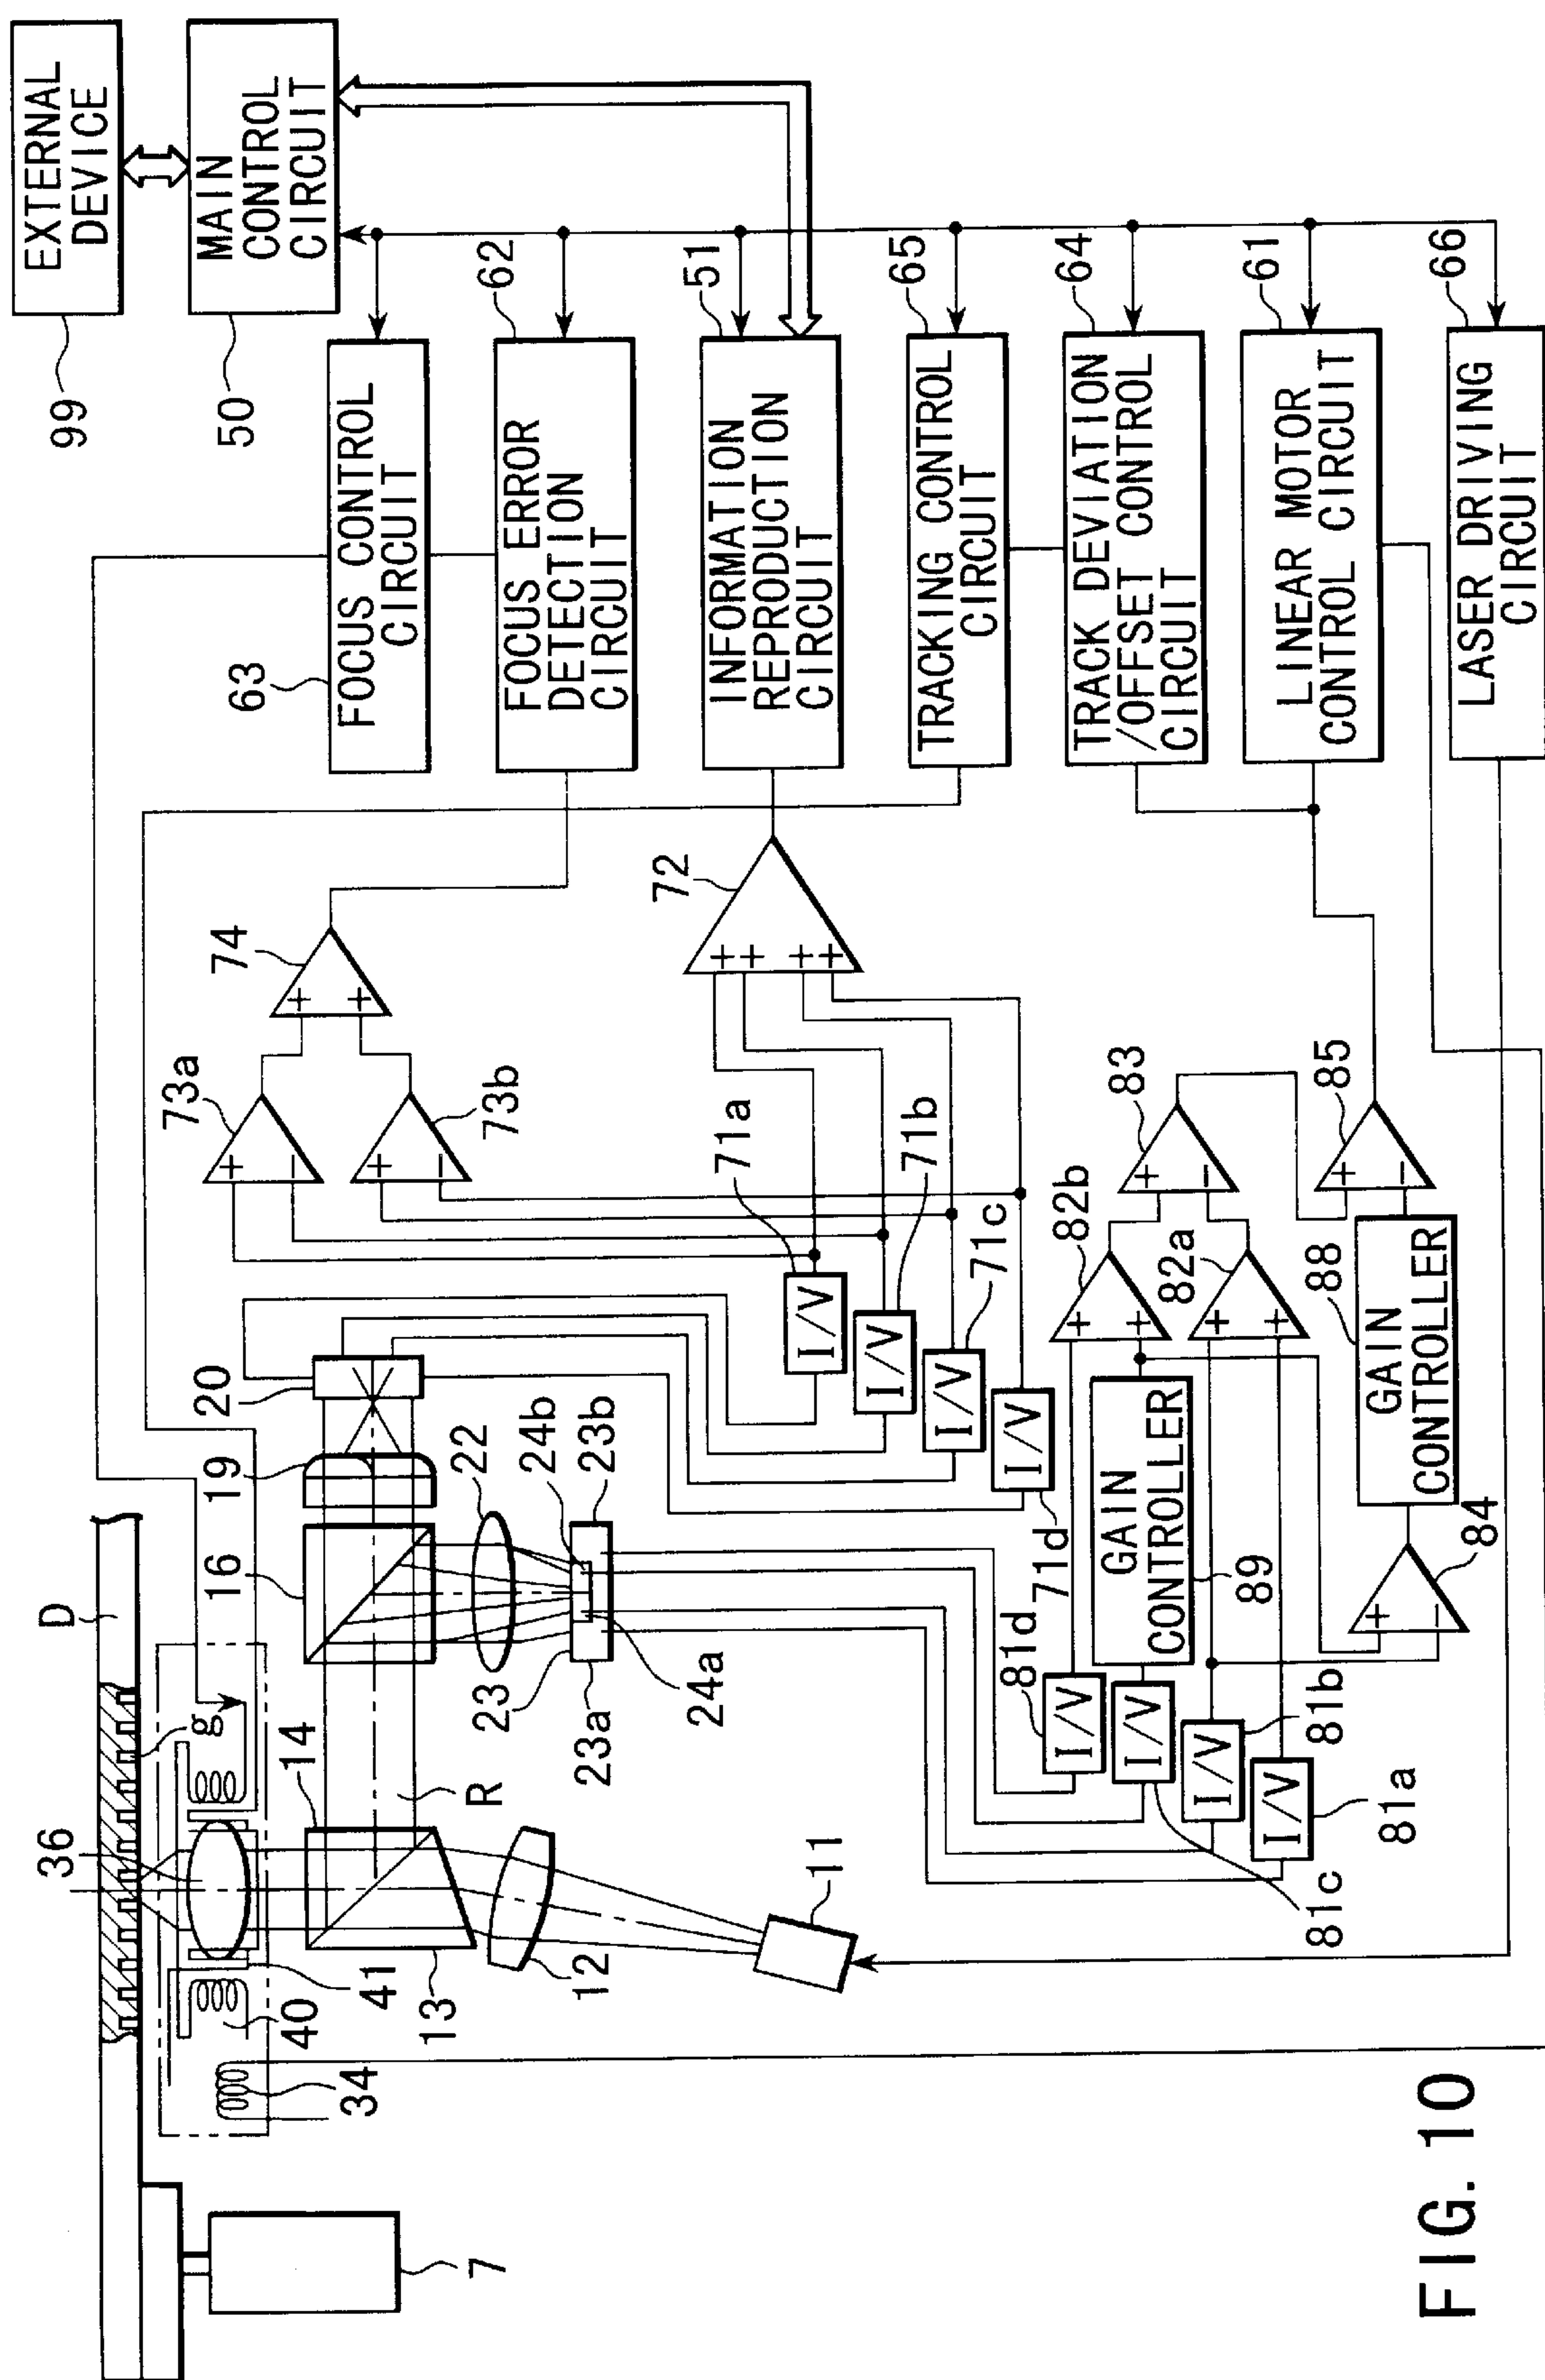 EXTERNAL
DEVICE
99
MAIN
CONTROL
CIRCUIT
50
FOCUS CONTROL
CIRCUIT
63
FOCUS ERROR
DETECTION
CIRCUIT
62
INFORMATION
REPRODUCTION
CIRCUIT
51
TRACKING CONTROL
CIRCUIT
65
TRACK DEVIATION
/OFFSET CONTROL
CIRCUIT
64
LINEAR MOTOR
CONTROL CIRCUIT
61
LASER DRIVING
CIRCUIT
66
74
+
+
72
+
+
+
+
73a
+
−
73b
+
−
71a
I/V
71b
I/V
71c
I/V
71d
I/V
83
+
−
85
+
−
82b
+
+
82a
+
+
88
GAIN
CONTROLLER
89
GAIN
CONTROLLER
84
+
−
81d
I/V
81c
I/V
81b
I/V
81a
I/V
20
19
16
22
24b
23b
23
23a
24a
D
g
36
14
R
13
12
11
41
40
34
7
FIG. 10